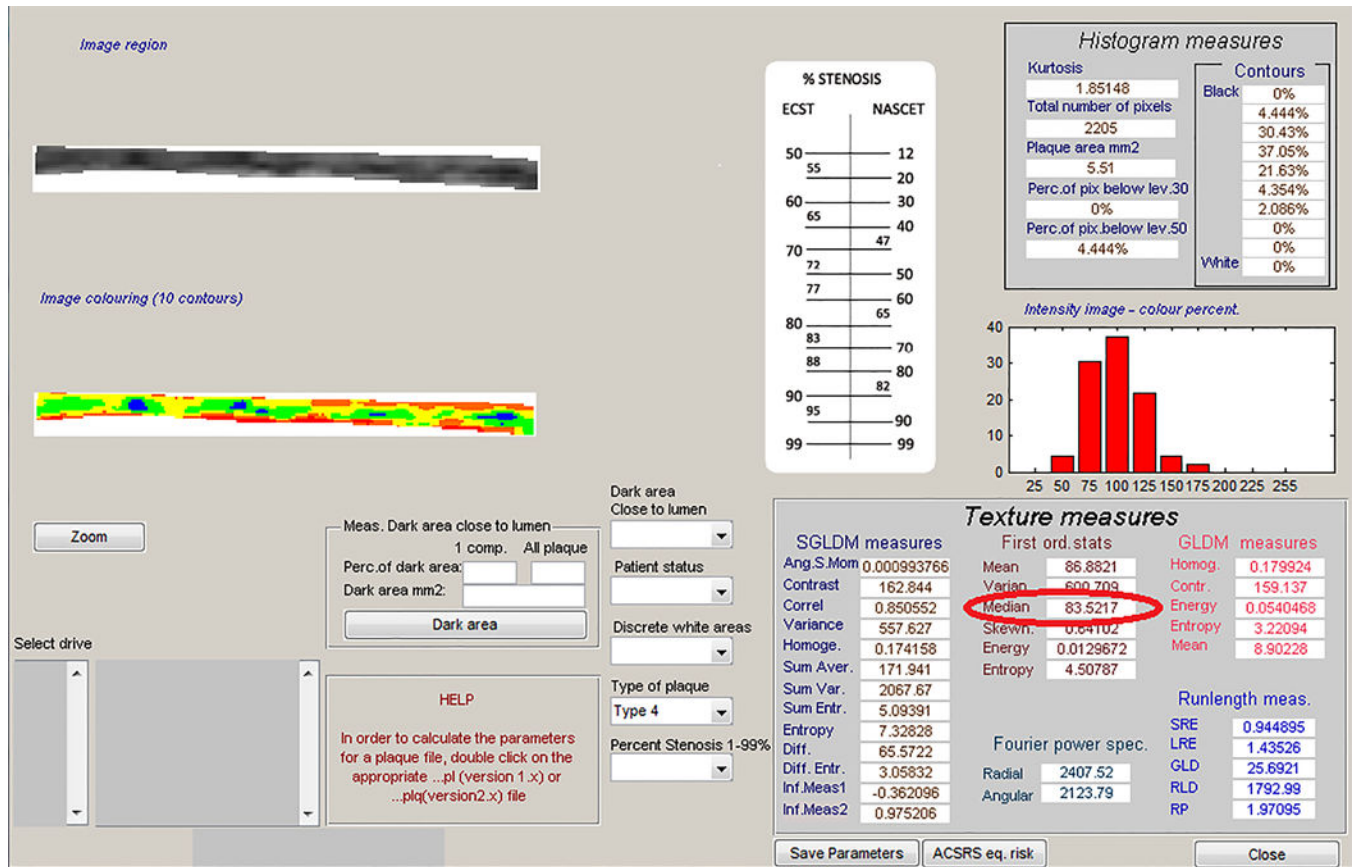 Image region
Image colouring (10 contours)
% STENOSIS
ECST NASCET
50 12
55
20
60 30
65
40
47
70
72
50
77
60
65
80
83
70
88
80
82
90
95
90
99 99
Histogram measures
Kurtosis
1.85148
Total number of pixels
2205
Plaque area mm2
5.51
Perc.of pix below lev.30
0%
Perc.of pix.below lev.50
4.444%
Contours
Black 0%
4.444%
30.43%
37.05%
21.63%
4.354%
2.086%
0%
0%
White 0%
Intensity image - colour percent.
40
30
20
10
0
25 50 75 100 125 150 175 200 225 255
Zoom
Meas. Dark area close to lumen
1 comp. All plaque
Perc.of dark area:
Dark area mm2:
Dark area
Select drive
HELP
In order to calculate the parameters
for a plaque file, double click on the
appropriate ...pl (version 1.x) or
...plq(version2.x) file
Dark area
Close to lumen
Patient status
Discrete white areas
Type of plaque
Type 4
Percent Stenosis 1-99%
Texture measures
SGLDM measures
Ang.S.Mom 0.000993766
Contrast 162.844
Correl 0.850552
Variance 557.627
Homoge. 0.174158
Sum Aver. 171.941
Sum Var. 2067.67
Sum Entr. 5.09391
Entropy 7.32828
Diff. 65.5722
Diff. Entr. 3.05832
Inf.Meas1 -0.362096
Inf.Meas2 0.975206
First ord.stats
Mean 86.8821
Varian 600.709
Median 83.5217
Skewn. 0.64102
Energy 0.0129672
Entropy 4.50787
Fourier power spec.
Radial 2407.52
Angular 2123.79
GLDM measures
Homog. 0.179924
Contr. 159.137
Energy 0.0540468
Entropy 3.22094
Mean 8.90228
Runlength meas.
SRE 0.944895
LRE 1.43526
GLD 25.6921
RLD 1792.99
RP 1.97095
Save Parameters
ACSRS eq. risk
Close